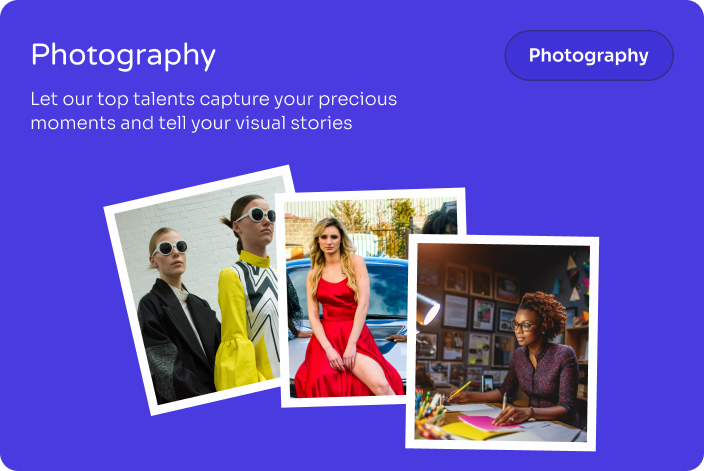 Photography
Photography
Let our top talents capture your precious
moments and tell your visual stories